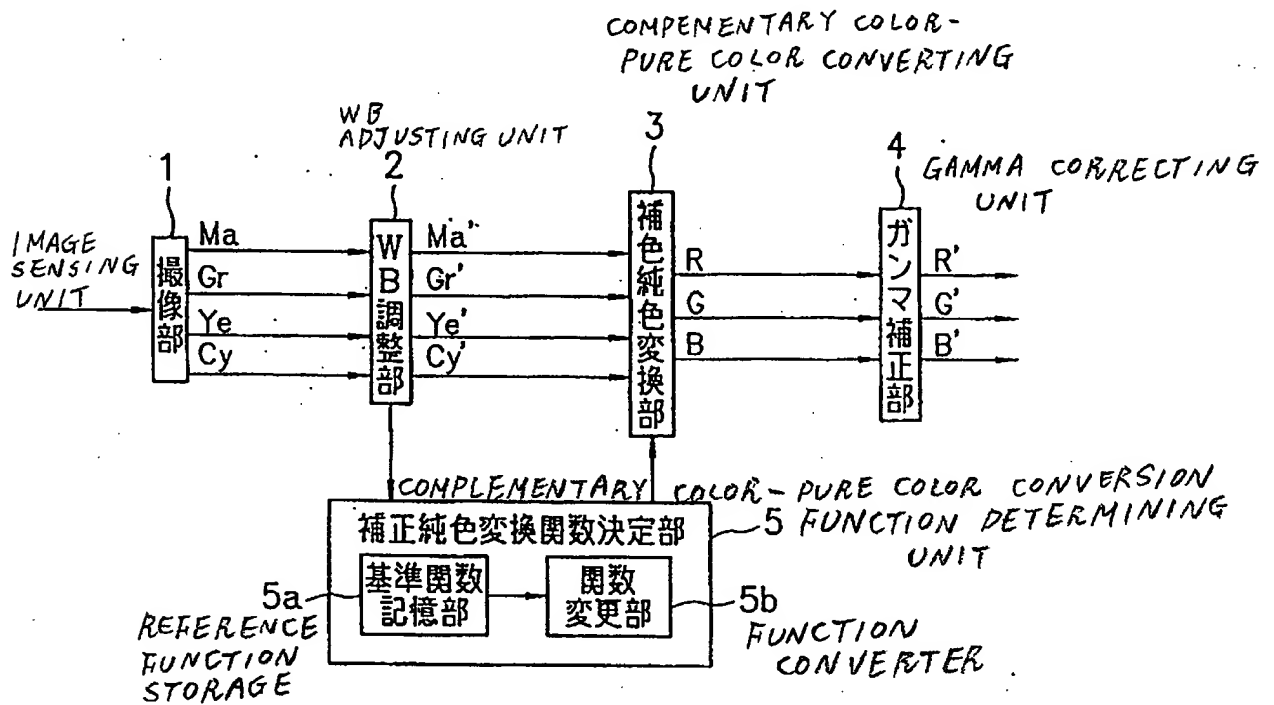 COMPEMENTARY COLOR-
PURE COLOR CONVERTING
UNIT
WB
ADJUSTING UNIT
1
2
3
4
GAMMA CORRECTING
UNIT
IMAGE
SENSING
UNIT
撮像部
Ma
Gr
Ye
Cy
WB調整部
Ma'
Gr'
Ye'
Cy'
補色純色変換部
R
G
B
ガンマ補正部
R'
G'
B'
COMPLEMENTARY COLOR-PURE COLOR CONVERSION
5 FUNCTION DETERMINING
UNIT
補正純色変換関数決定部
5a
基準関数
記憶部
関数
変更部
5b
REFERENCE
FUNCTION
STORAGE
FUNCTION
CONVERTER